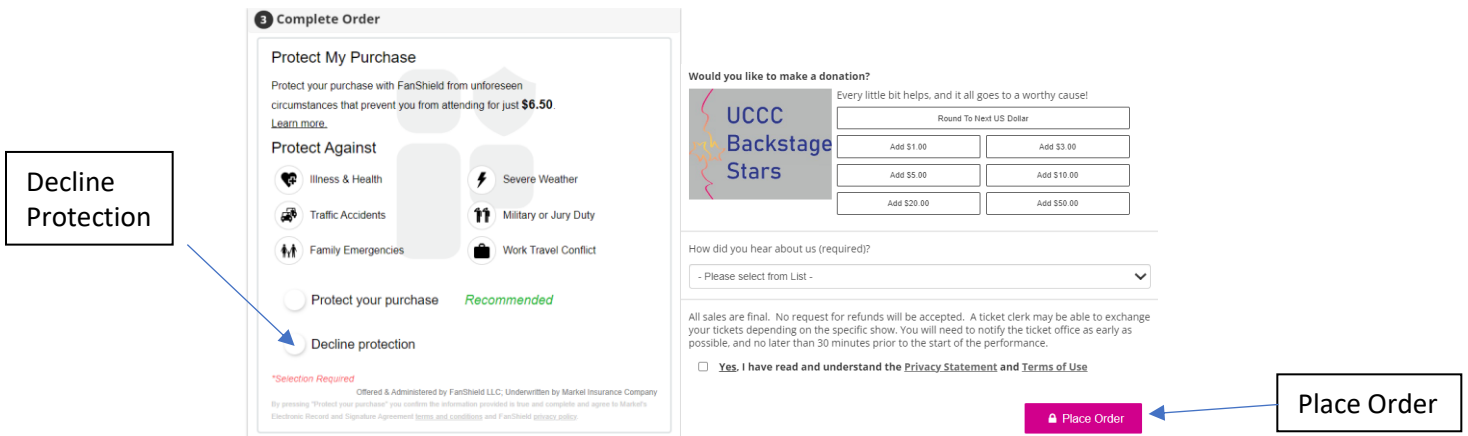 3 Complete Order
Protect My Purchase
Protect your purchase with FanShield from unforeseen
circumstances that prevent you from attending for just $6.50.
Learn more.
Protect Against
Illness & Health
Severe Weather
Traffic Accidents
Military or Jury Duty
Family Emergencies
Work Travel Conflict
Protect your purchase Recommended
Decline protection
*Selection Required
Offered & Administered by FanShield LLC; Underwritten by Markel Insurance Company
By pressing "Protect your purchase" you confirm the information provided is true and complete and agree to Markel's
Electronic Record and Signature Agreement terms and conditions and FanShield privacy policy.
Decline
Protection
Would you like to make a donation?
UCCC
Backstage
Stars
Every little bit helps, and it all goes to a worthy cause!
Round To Next US Dollar
Add $1.00
Add $3.00
Add $5.00
Add $10.00
Add $20.00
Add $50.00
How did you hear about us (required)?
- Please select from List -
All sales are final. No request for refunds will be accepted. A ticket clerk may be able to exchange
your tickets depending on the specific show. You will need to notify the ticket office as early as
possible, and no later than 30 minutes prior to the start of the performance.
Yes, I have read and understand the Privacy Statement and Terms of Use
Place Order
Place Order